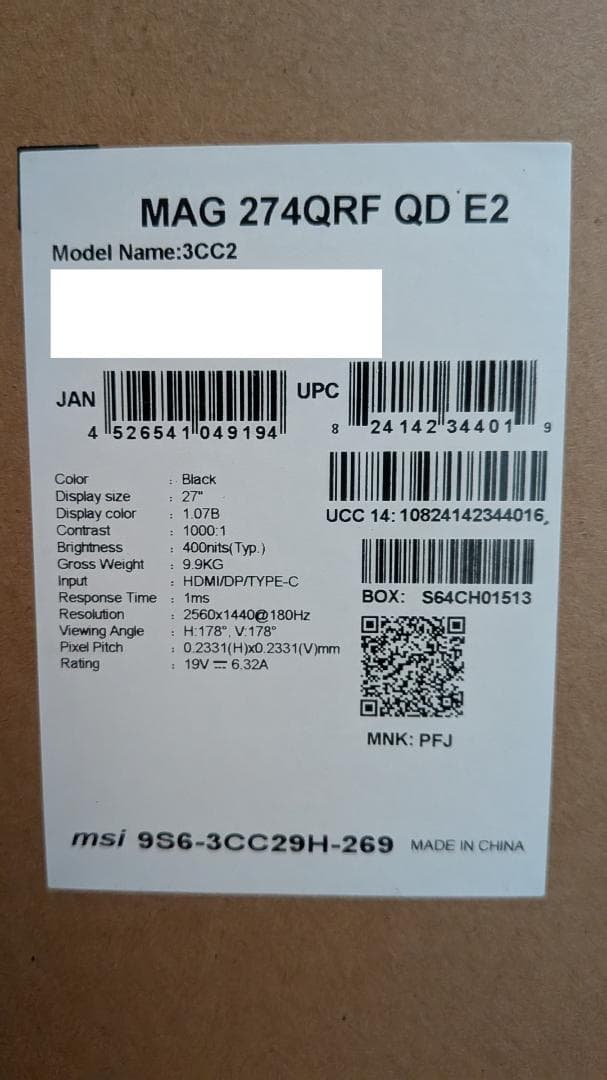 MAG 274QRF QD E2
Model Name:3CC2
JAN
4 526541 049194
UPC
8 24142 34401 9
UCC 14: 10824142344016
BOX: S64CH01513
MNK: PFJ
Color : Black
Display size : 27"
Display color : 1.07B
Contrast : 1000:1
Brightness : 400nits(Typ.)
Gross Weight : 9.9KG
Input : HDMI/DP/TYPE-C
Response Time : 1ms
Resolution : 2560x1440@180Hz
Viewing Angle : H:178°, V:178°
Pixel Pitch : 0.2331(H)x0.2331(V)mm
Rating : 19V ⎓ 6.32A
msi 9S6-3CC29H-269 MADE IN CHINA